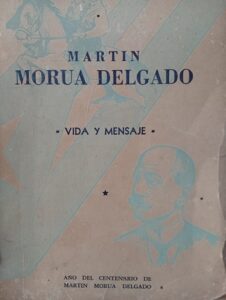 MARTIN
MORUA DELGADO
- VIDA Y MENSAJE -
AÑO DEL CENTENARIO DE
MARTIN MORUA DELGADO